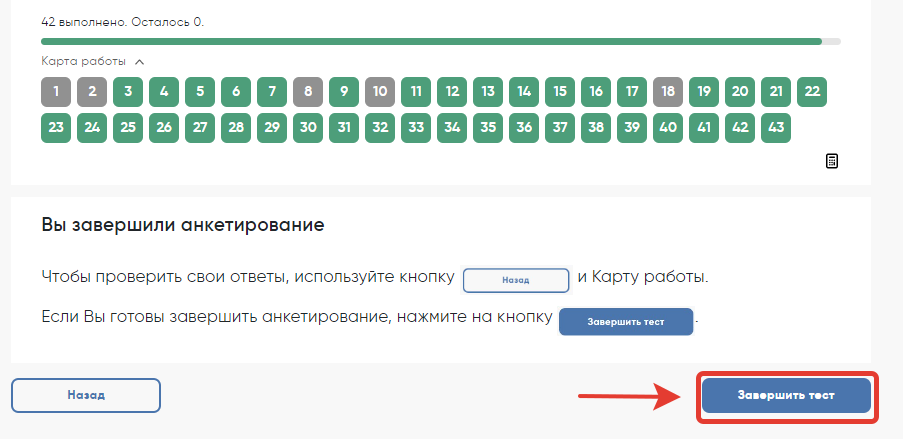 42 выполнено. Осталось 0.
Карта работы
1 2 3 4 5 6 7 8 9 10 11 12 13 14 15 16 17 18 19 20 21 22
23 24 25 26 27 28 29 30 31 32 33 34 35 36 37 38 39 40 41 42 43
Вы завершили анкетирование
Чтобы проверить свои ответы, используйте кнопку Назад и Карту работы.
Если Вы готовы завершить анкетирование, нажмите на кнопку Завершить тест.
Назад Завершить тест